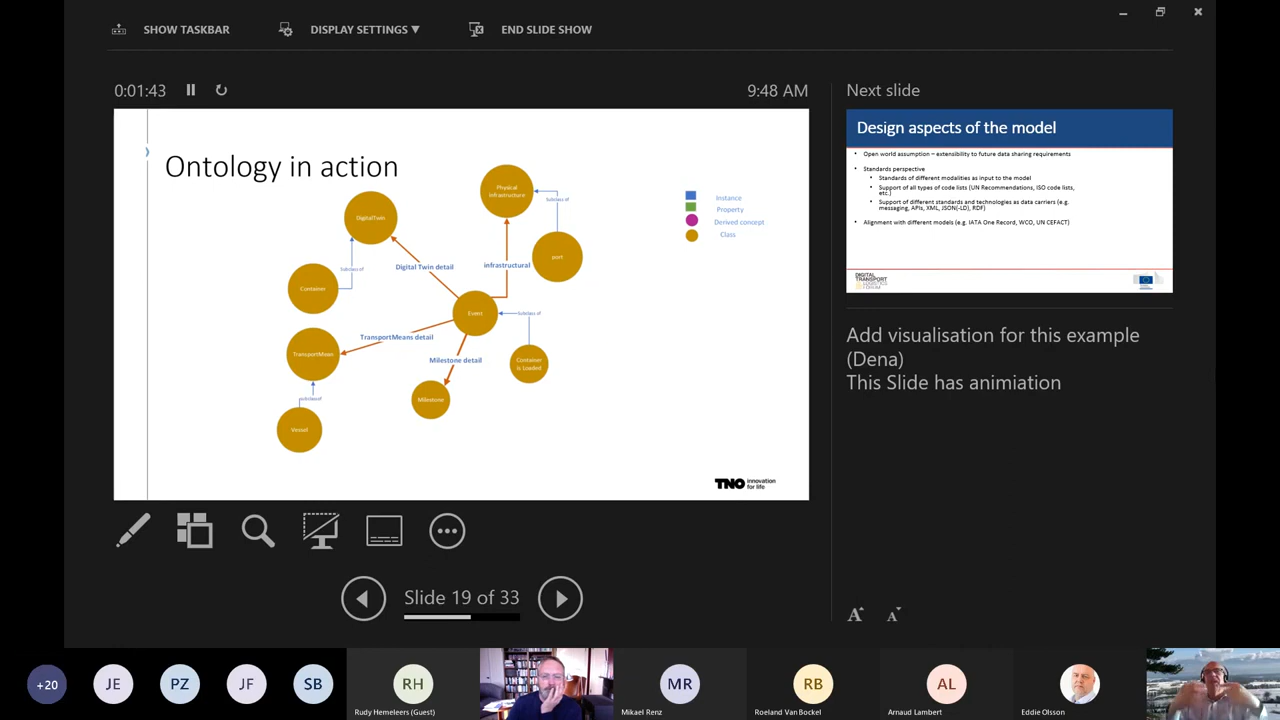 SHOW TASKBAR
DISPLAY SETTINGS ▼
END SLIDE SHOW
0:01:43
9:48 AM
Ontology in action
Physical
Infrastructure
Subclass of
DigitalTwin
port
Digital Twin detail
infrastructural
Subclass of
Container
Event
Subclass of
TransportMeans detail
TransportMean
Milestone detail
Container
is Loaded
subclass of
Milestone
Vessel
Instance
Property
Derived concept
Class
TNO innovation
for life
Next slide
Design aspects of the model
• Open world assumption – extensibility to future data sharing requirements
• Standards perspective
• Standards of different modalities as input to the model
• Support of all types of code lists (UN Recommendations, ISO code lists,
etc.)
• Support of different standards and technologies as data carriers (e.g.
messaging, APIs, XML, JSON(-LD), RDF)
• Alignment with different models (e.g. IATA One Record, WCO, UN CEFACT)
DIGITAL
TRANSPORT
LOGISTICS
FORUM
Add visualisation for this example
(Dena)
This Slide has animiation
Slide 19 of 33
A A
+20
JE
PZ
JF
SB
RH
Rudy Hemeleers (Guest)
MR
Mikael Renz
RB
Roeland Van Bockel
AL
Arnaud Lambert
Eddie Olsson